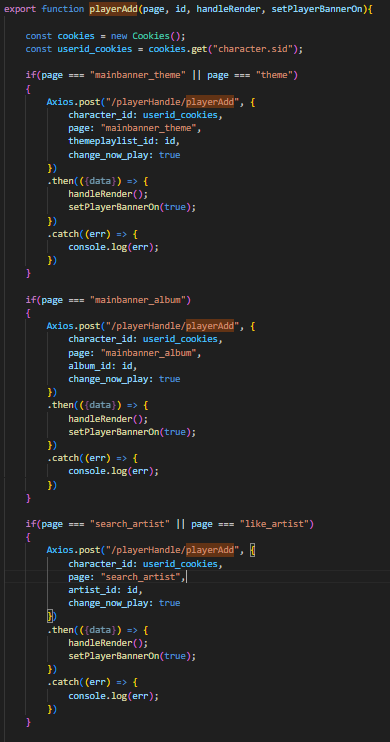 export function playerAdd(page, id, handleRender, setPlayerBannerOn){
const cookies = new Cookies();
const userid_cookies = cookies.get("character.sid");
if(page === "mainbanner_theme" || page === "theme")
{
Axios.post("/playerHandle/playerAdd", {
character_id: userid_cookies,
page: "mainbanner_theme",
themeplaylist_id: id,
change_now_play: true
})
.then(({data}) => {
handleRender();
setPlayerBannerOn(true);
})
.catch((err) => {
console.log(err);
})
}
if(page === "mainbanner_album")
{
Axios.post("/playerHandle/playerAdd", {
character_id: userid_cookies,
page: "mainbanner_album",
album_id: id,
change_now_play: true
})
.then(({data}) => {
handleRender();
setPlayerBannerOn(true);
})
.catch((err) => {
console.log(err);
})
}
if(page === "search_artist" || page === "like_artist")
{
Axios.post("/playerHandle/playerAdd", {
character_id: userid_cookies,
page: "search_artist",
artist_id: id,
change_now_play: true
})
.then(({data}) => {
handleRender();
setPlayerBannerOn(true);
})
.catch((err) => {
console.log(err);
})
}